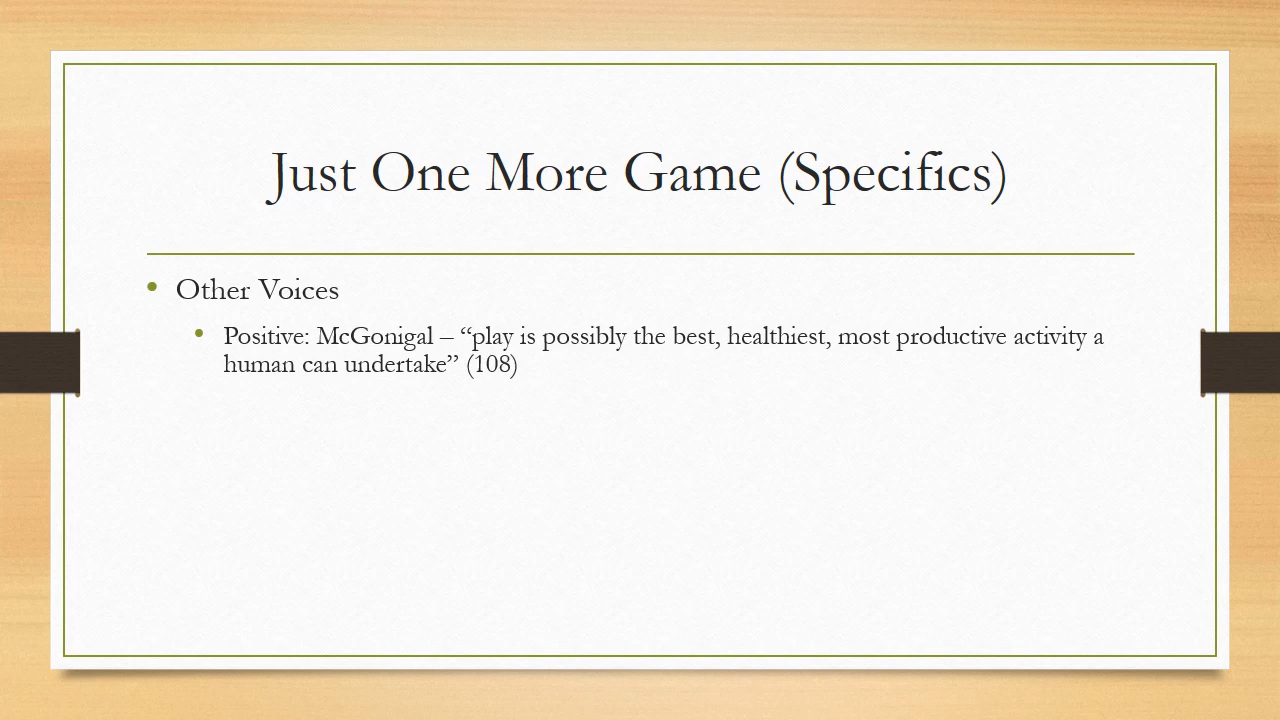 Just One More Game (Specifics)
• Other Voices
• Positive: McGonigal – “play is possibly the best, healthiest, most productive activity a
human can undertake” (108)